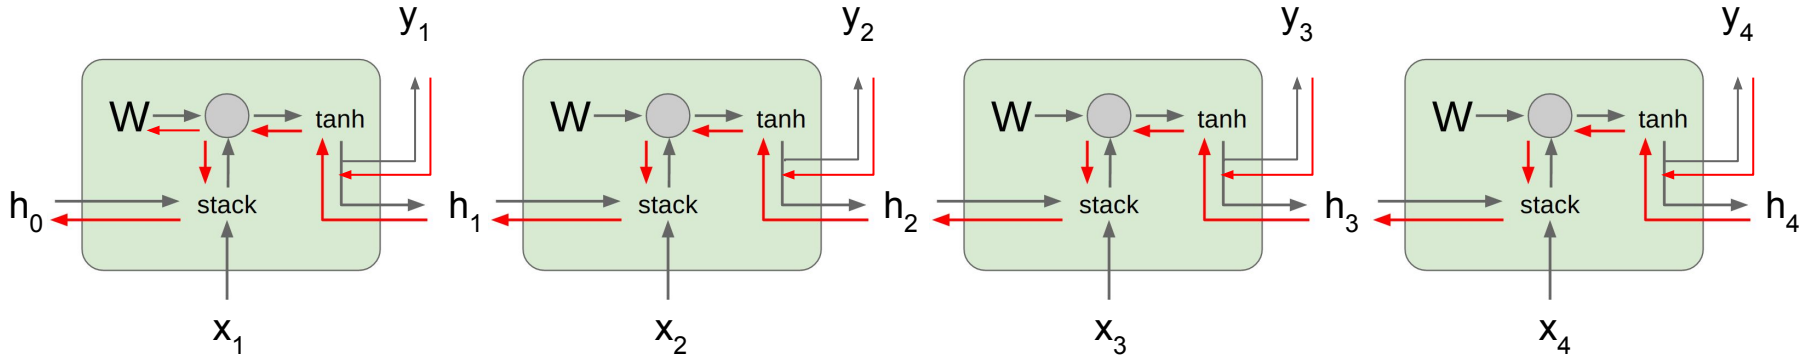 y1 y2 y3 y4
W tanh W tanh W tanh W tanh
h0 stack h1 stack h2 stack h3 stack h4
x1 x2 x3 x4